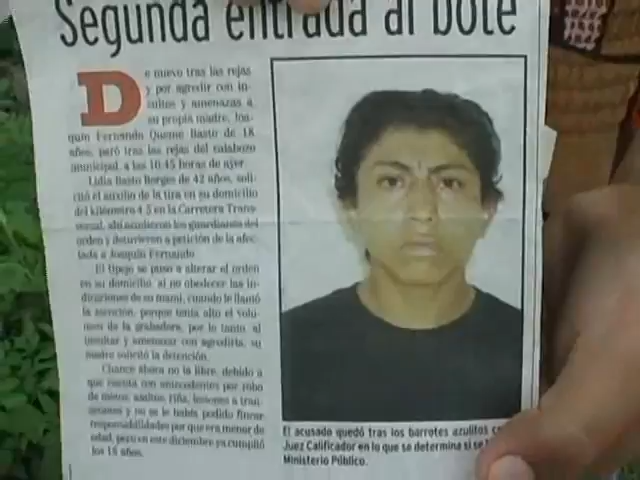 Segunda entrada al bote
De nuevo tras las rejas
y por agredir con in-
sultos y amenazas a
su propia madre, Joa-
quín Fernando Queme Basto de 18
años, paró tras las rejas del calabozo
municipal, a las 10:45 horas de ayer.
Lidia Basto Borges de 42 años, soli-
citó el auxilio de la tira en su domicilio
del kilómetro 4.5 en la Carretera Trans-
versal, ahí acudieron los guardianes del
orden y detuvieron a petición de la afec-
tada a Joaquín Fernando.
El tipejo se puso a alterar el orden
en su domicilio al no obedecer las in-
dicaciones de su mami, cuando le llamó
la atención, porque tenía alto el volu-
men de la grabadora, por lo tanto al
insultar y amenazar con agredirla, su
madre solicitó la detención.
Chance ahora no la libre, debido a
que cuenta con antecedentes por robo
de motos, asaltos, riña, lesiones a tran-
seúntes y no se le había podido fincar
responsabilidades por que era menor de
edad, pero en este diciembre ya cumplió
los 18 años.
El acusado quedó tras los barrotes azulitos
Juez Calificador en lo que se determina si se
Ministerio Público.